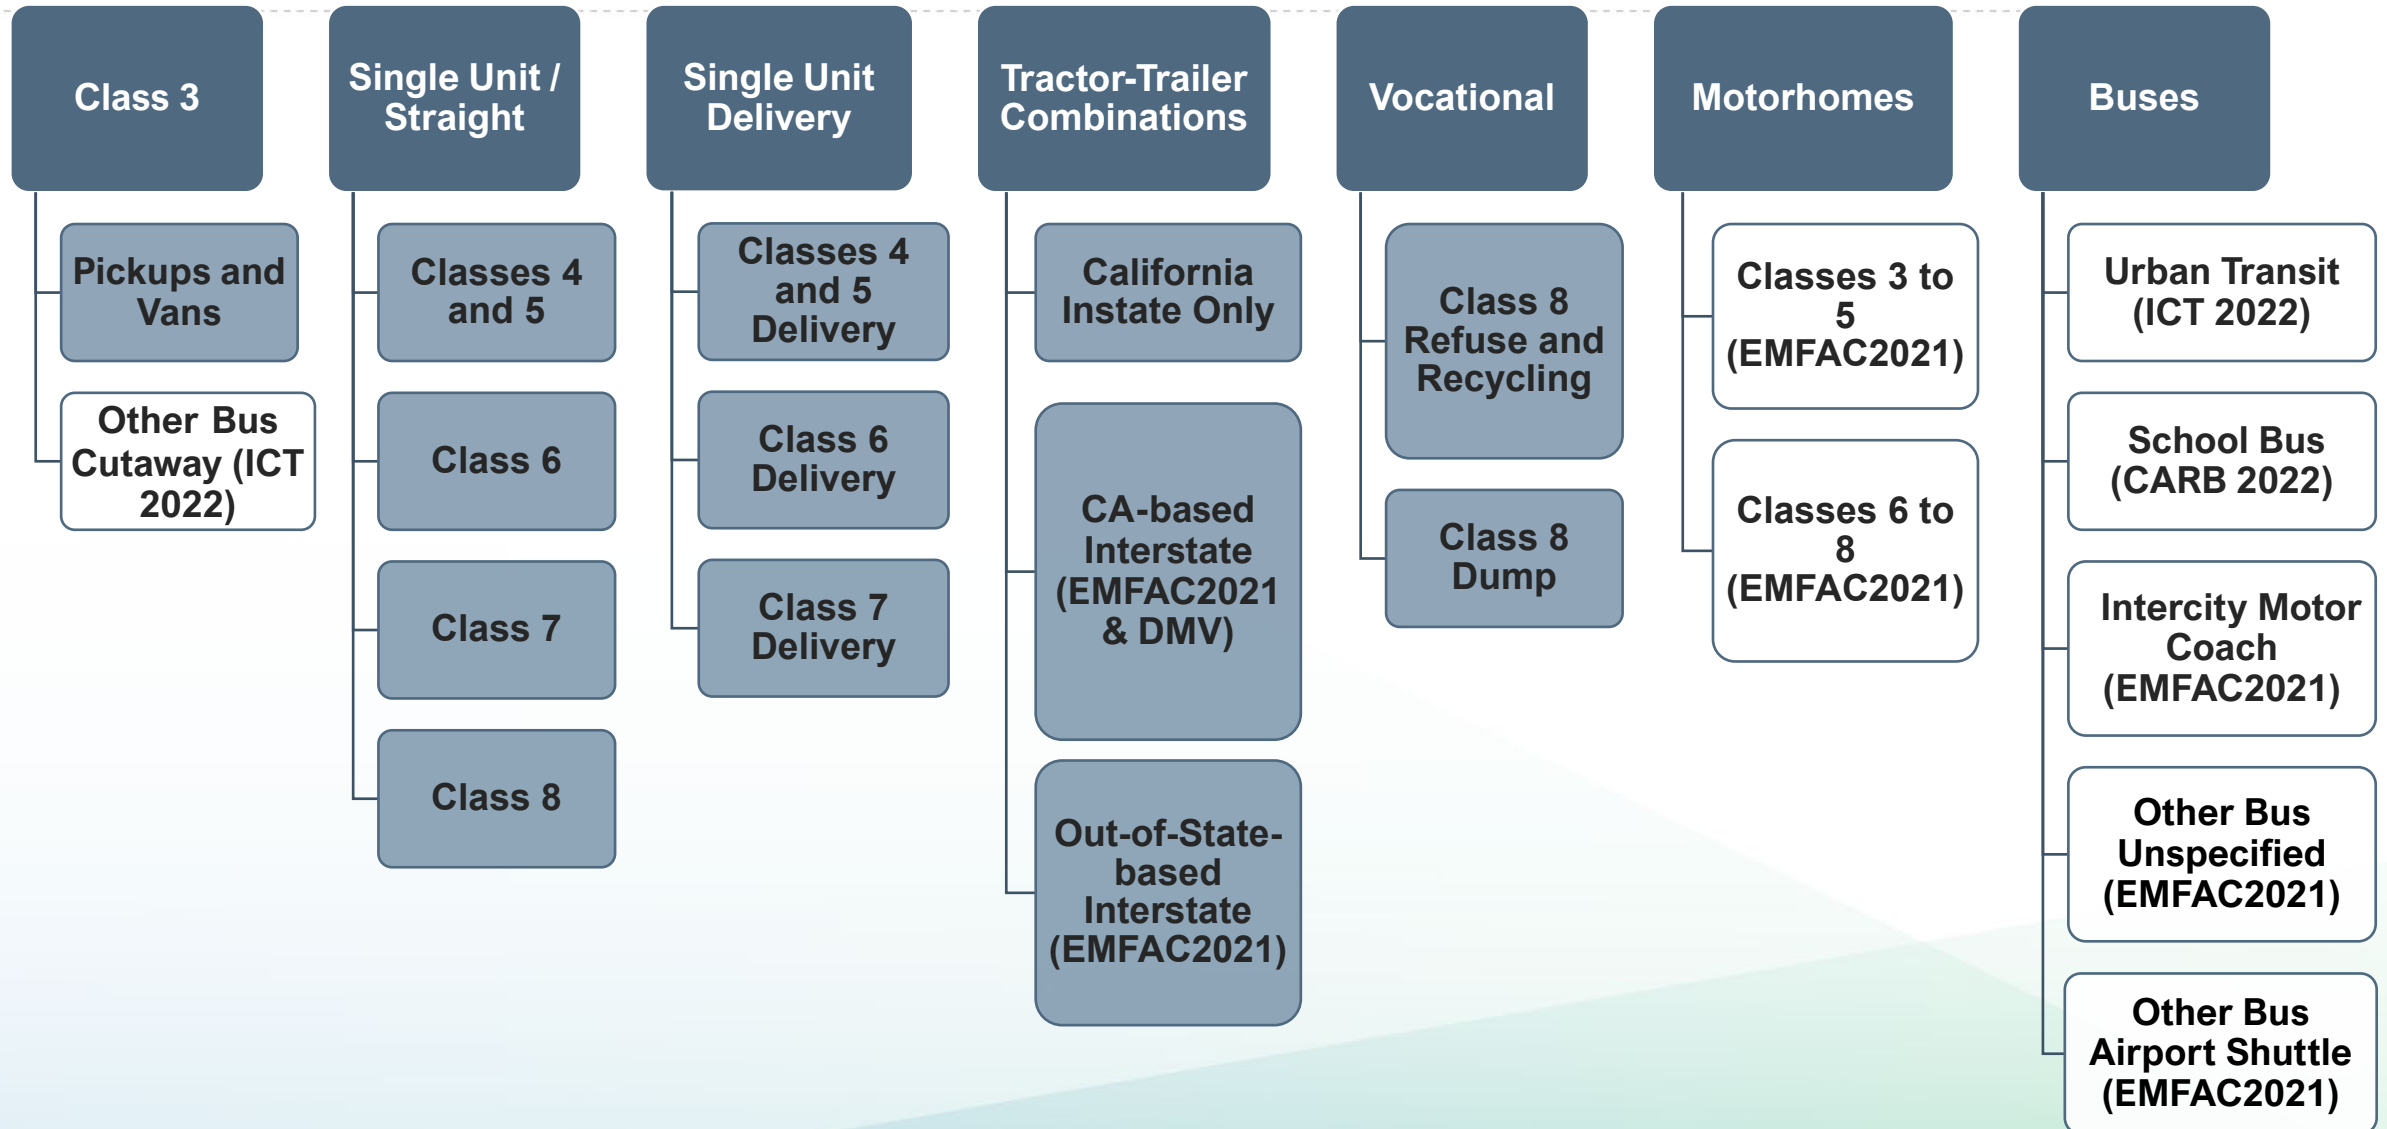 Class 3
Pickups and
Vans
Other Bus
Cutaway (ICT
2022)
Single Unit /
Straight
Classes 4
and 5
Class 6
Class 7
Class 8
Single Unit
Delivery
Classes 4
and 5
Delivery
Class 6
Delivery
Class 7
Delivery
Tractor-Trailer
Combinations
California
Instate Only
CA-based
Interstate
(EMFAC2021
& DMV)
Out-of-State-
based
Interstate
(EMFAC2021)
Vocational
Class 8
Refuse and
Recycling
Class 8
Dump
Motorhomes
Classes 3 to
5
(EMFAC2021)
Classes 6 to
8
(EMFAC2021)
Buses
Urban Transit
(ICT 2022)
School Bus
(CARB 2022)
Intercity Motor
Coach
(EMFAC2021)
Other Bus
Unspecified
(EMFAC2021)
Other Bus
Airport Shuttle
(EMFAC2021)